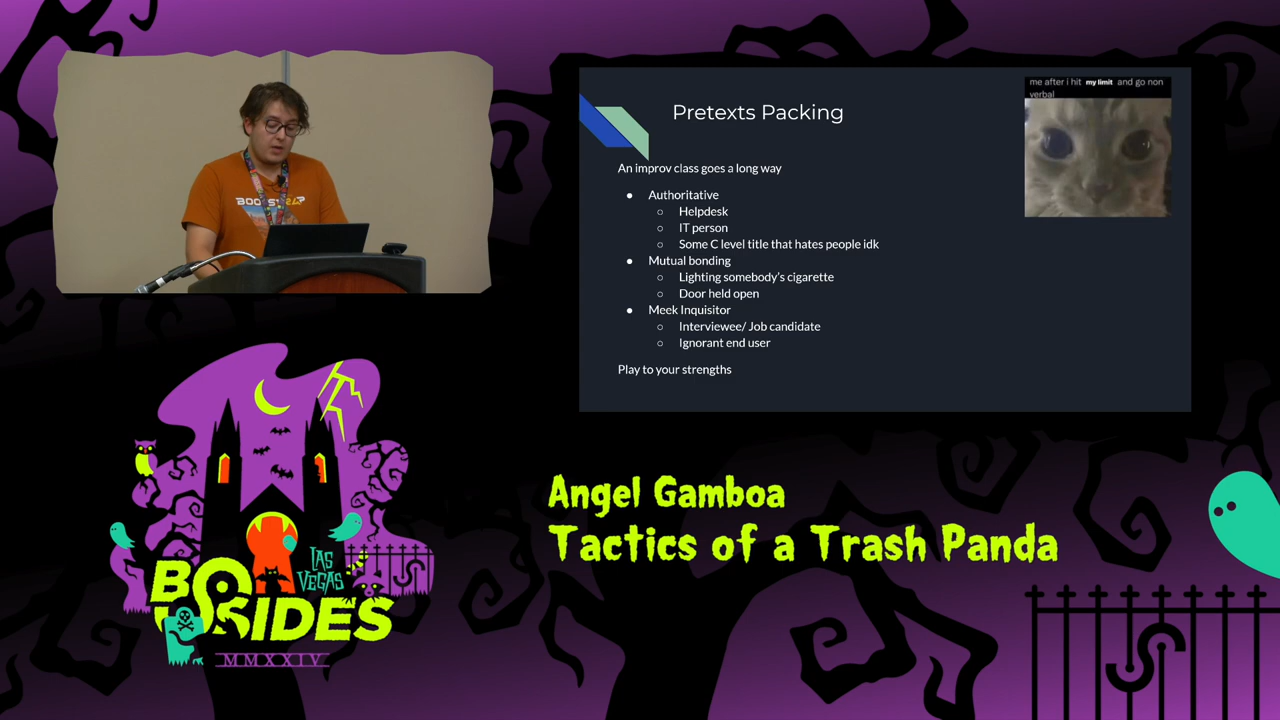 me after i hit my limit and go non
verbal
Pretexts Packing
An improv class goes a long way
● Authoritative
○ Helpdesk
○ IT person
○ Some C level title that hates people idk
● Mutual bonding
○ Lighting somebody's cigarette
○ Door held open
● Meek Inquisitor
○ Interviewee/ Job candidate
○ Ignorant end user
Play to your strengths
Angel Gamboa
Tactics of a Trash Panda
LAS
VEGAS
BSIDES
MMXXIV